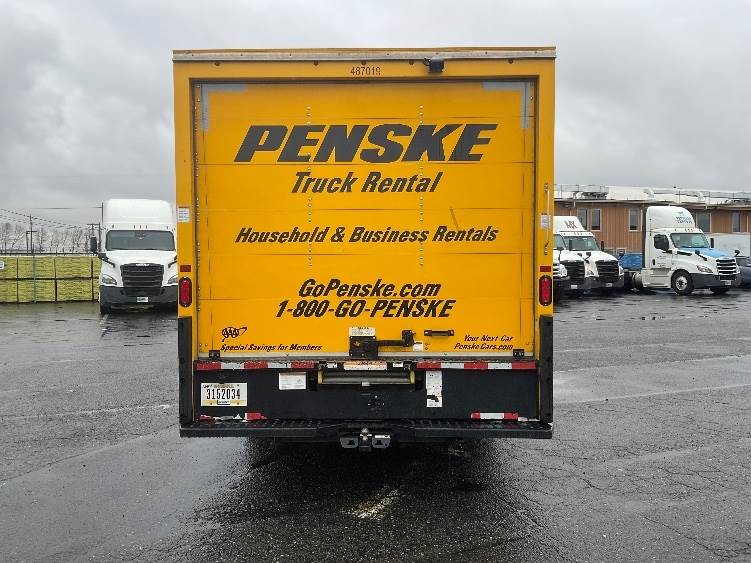 487019
PENSKE
Truck Rental
Household & Business Rentals
GoPenske.com
1-800-GO-PENSKE
AAA
Special Savings for Members
Your Next Car
PenskeCars.com
3152034